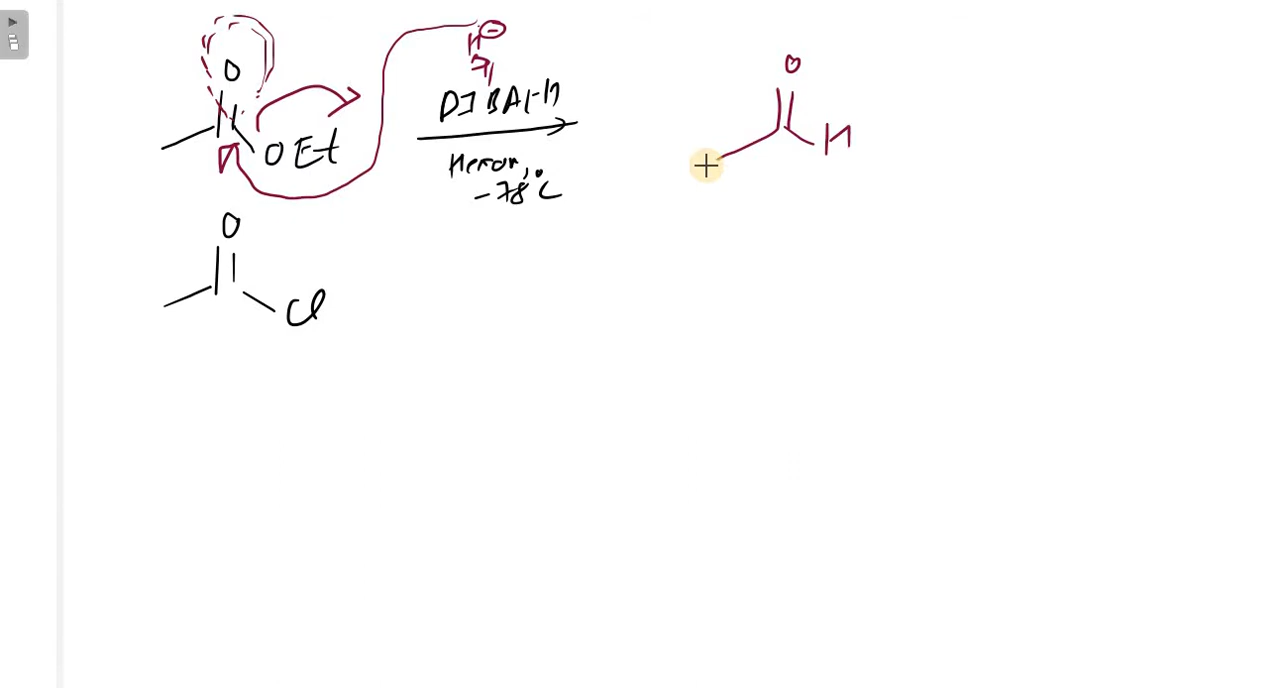 O
OEt
H⊖
DIBAL-H
Hexan,
-78°C
O
H
O
Cl